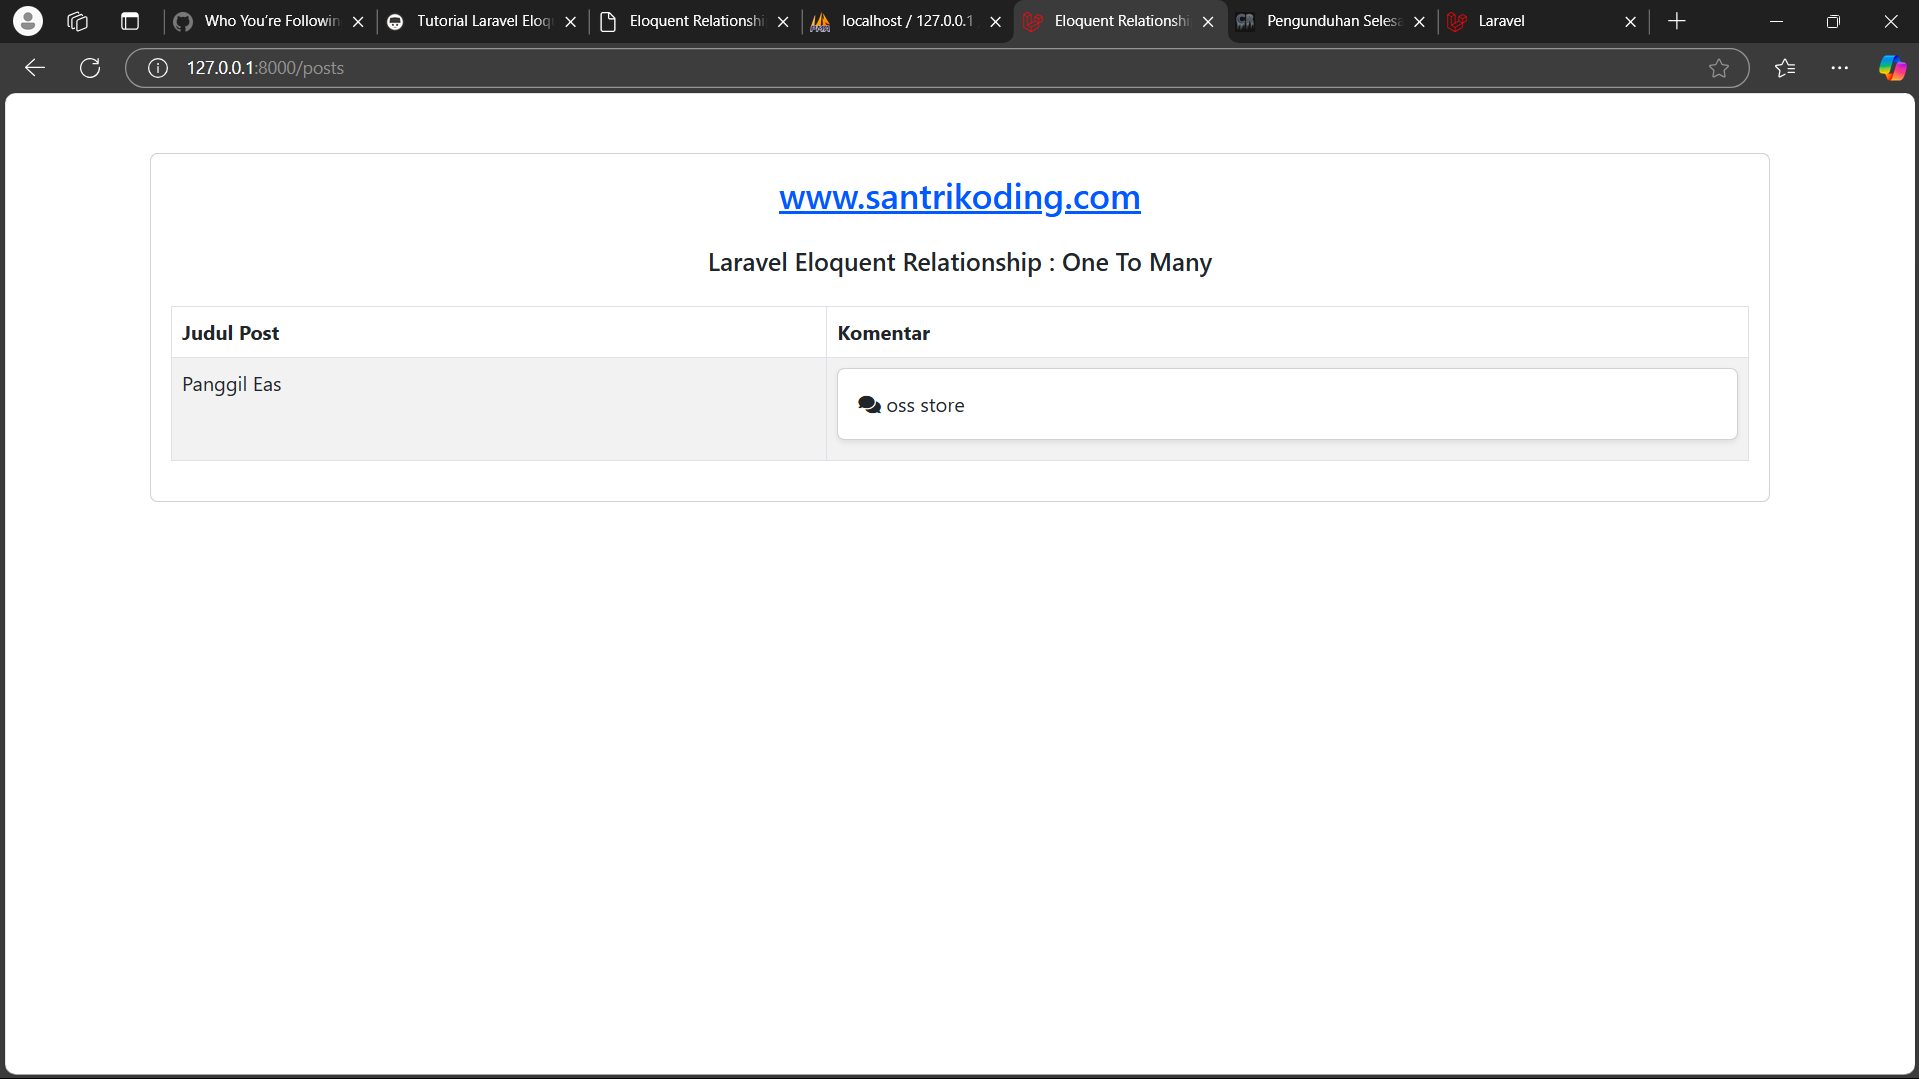 Who You're Followin
Tutorial Laravel Eloq
Eloquent Relationshi
localhost / 127.0.0.1
Eloquent Relationshi
Pengunduhan Selesa
Laravel
127.0.0.1:8000/posts
www.santrikoding.com
Laravel Eloquent Relationship : One To Many
Judul Post
Komentar
Panggil Eas
oss store